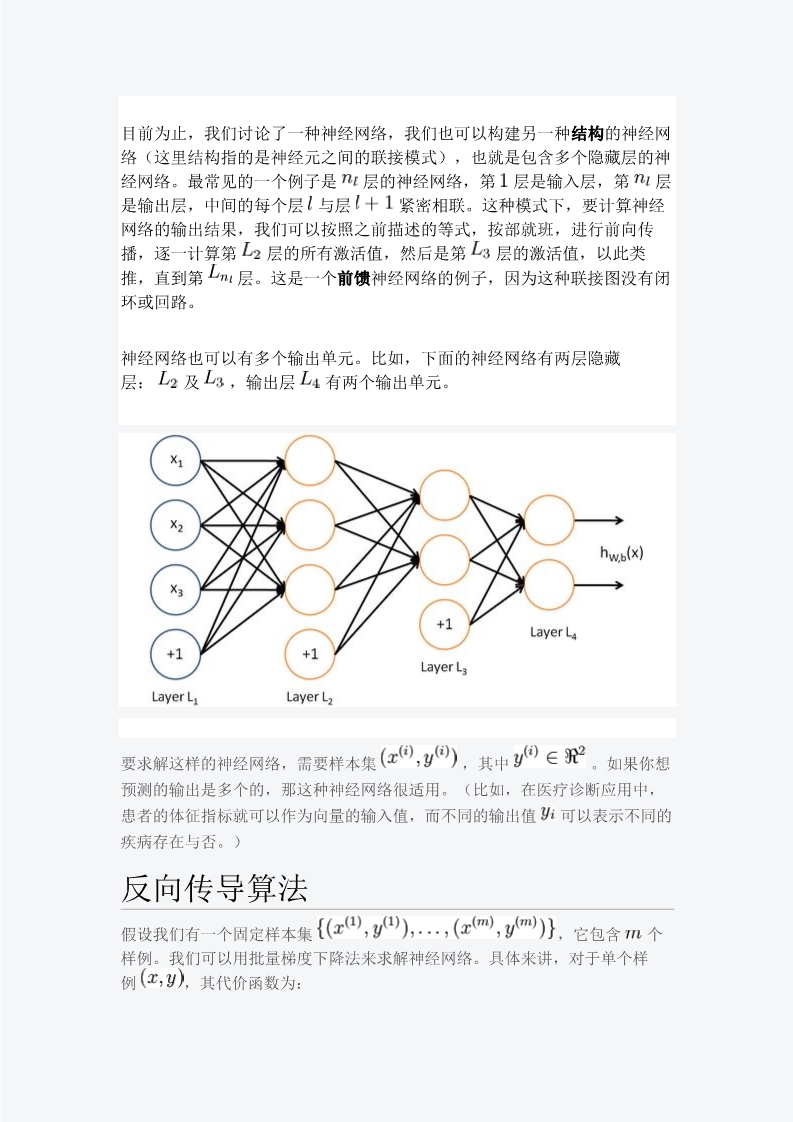 目前为止，我们讨论了一种神经网络，我们也可以构建另一种结构的神经网
络（这里结构指的是神经元之间的联接模式），也就是包含多个隐藏层的神
经网络。最常见的一个例子是 n_l 层的神经网络，第 1 层是输入层，第 n_l 层
是输出层，中间的每个层 l 与层 l + 1 紧密相联。这种模式下，要计算神经
网络的输出结果，我们可以按照之前描述的等式，按部就班，进行前向传
播，逐一计算第 L₂ 层的所有激活值，然后是第 L₃ 层的激活值，以此类
推，直到第 L_{n_l} 层。这是一个前馈神经网络的例子，因为这种联接图没有闭
环或回路。
神经网络也可以有多个输出单元。比如，下面的神经网络有两层隐藏
层： L₂ 及 L₃ ，输出层 L₄ 有两个输出单元。
x₁
x₂
x₃
+1
Layer L₁
+1
Layer L₂
+1
Layer L₃
Layer L₄
h_{W,b}(x)
要求解这样的神经网络，需要样本集 (x^{(i)}, y^{(i)}) ，其中 y^{(i)} ∈ ℜ² 。如果你想
预测的输出是多个的，那这种神经网络很适用。（比如，在医疗诊断应用中，
患者的体征指标就可以作为向量的输入值，而不同的输出值 y_i 可以表示不同的
疾病存在与否。）
反向传导算法
假设我们有一个固定样本集 {(x^{(1)}, y^{(1)}), . . . , (x^{(m)}, y^{(m)})}，它包含 m 个
样例。我们可以用批量梯度下降法来求解神经网络。具体来讲，对于单个样
例 (x, y)，其代价函数为：